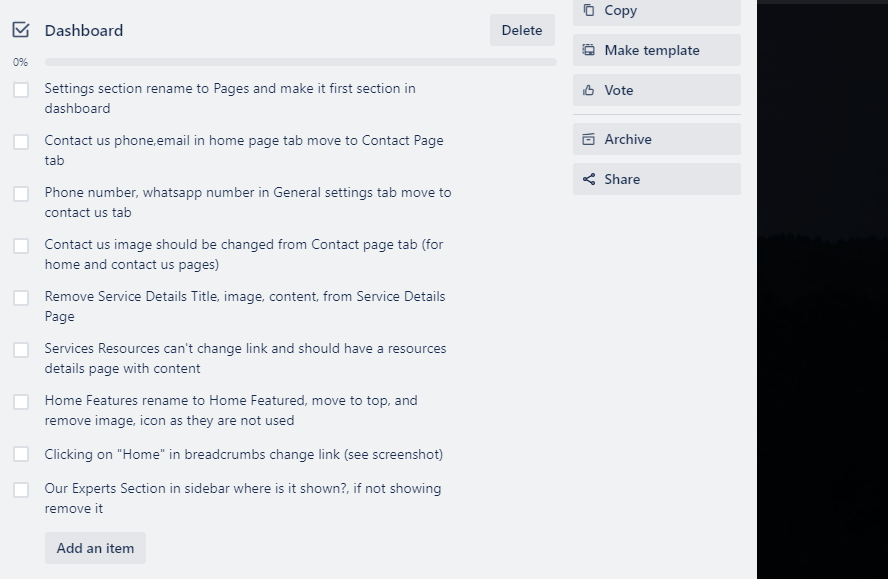 Dashboard
Delete
0%
Settings section rename to Pages and make it first section in
dashboard
Contact us phone,email in home page tab move to Contact Page
tab
Phone number, whatsapp number in General settings tab move to
contact us tab
Contact us image should be changed from Contact page tab (for
home and contact us pages)
Remove Service Details Title, image, content, from Service Details
Page
Services Resources can't change link and should have a resources
details page with content
Home Features rename to Home Featured, move to top, and
remove image, icon as they are not used
Clicking on "Home" in breadcrumbs change link (see screenshot)
Our Experts Section in sidebar where is it shown?, if not showing
remove it
Add an item
Copy
Make template
Vote
Archive
Share